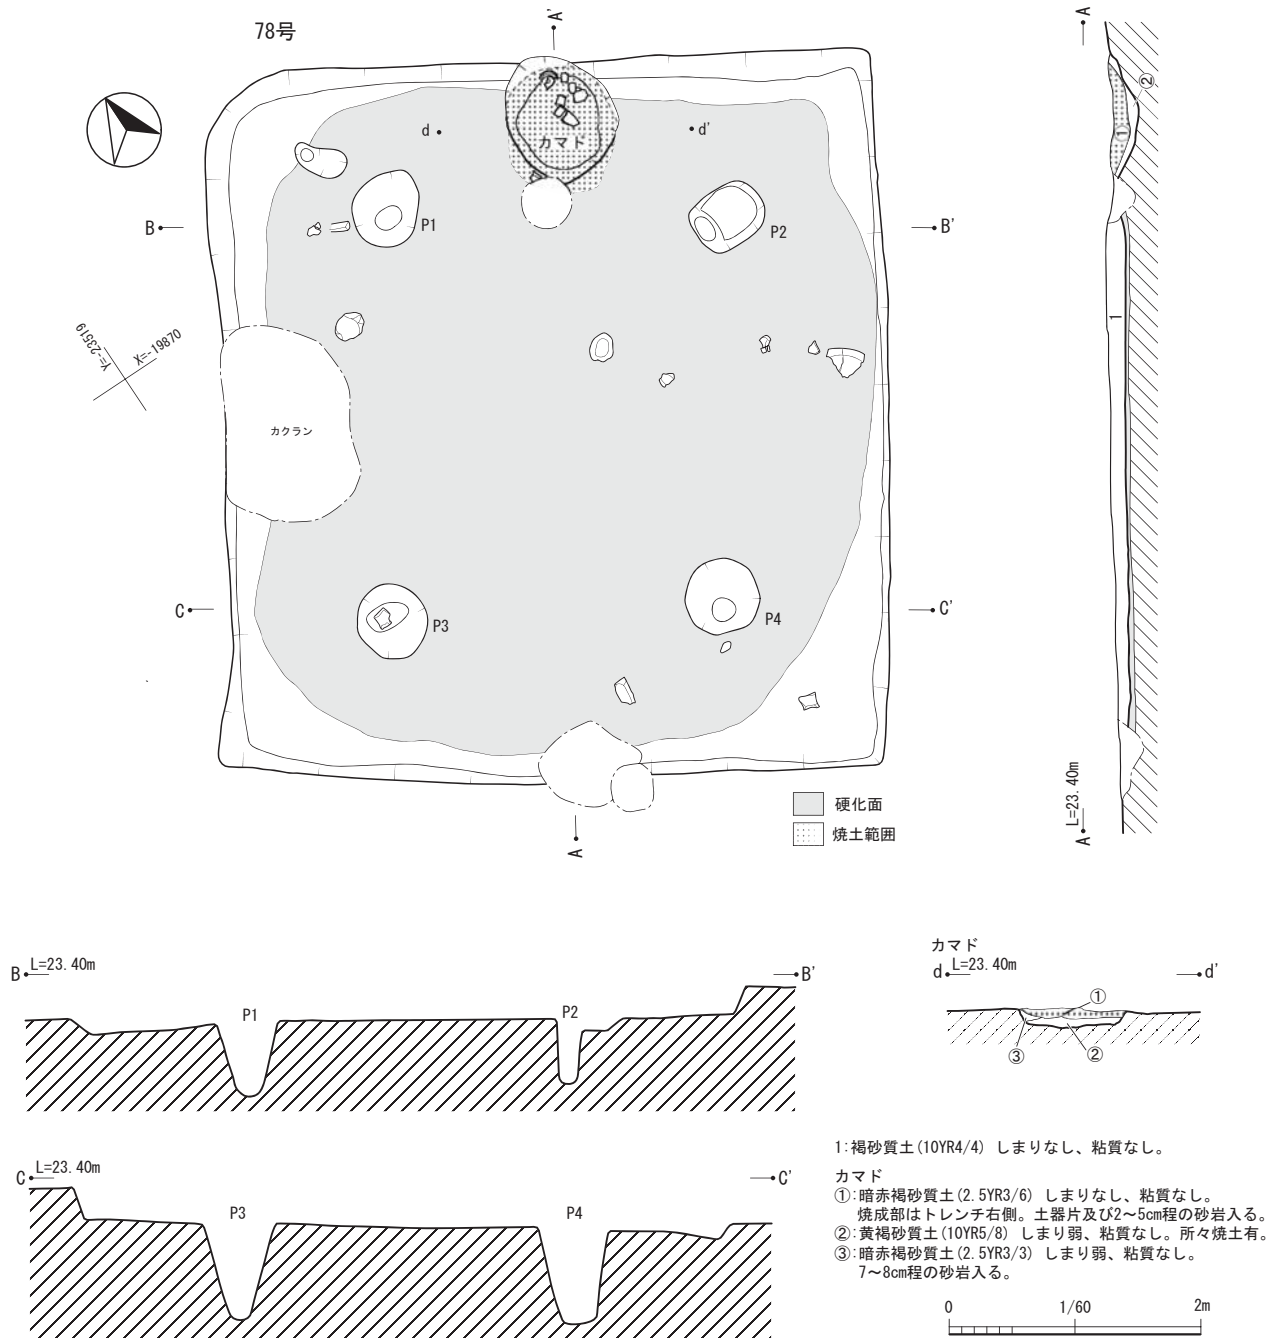 78号
A'
カマド
d
d'
B
P1
P2
B'
Y=-23519
X=-19870
カクラン
C
P3
P4
C'
A
硬化面
焼土範囲
A'
②
①
1
L=23.40m
A
B
L=23.40m
B'
P1
P2
C
L=23.40m
C'
P3
P4
カマド
d
L=23.40m
d'
①
③
②
1:褐砂質土(10YR4/4) しまりなし、粘質なし。
カマド
①:暗赤褐砂質土(2.5YR3/6) しまりなし、粘質なし。
焼成部はトレンチ右側。土器片及び2〜5cm程の砂岩入る。
②:黄褐砂質土(10YR5/8) しまり弱、粘質なし。所々焼土有。
③:暗赤褐砂質土(2.5YR3/3) しまり弱、粘質なし。
7〜8cm程の砂岩入る。
0 1/60 2m